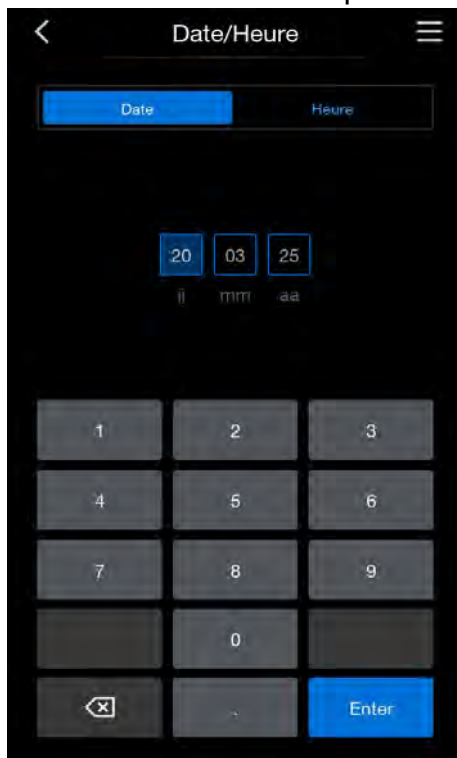 Date/Heure
Date Heure
20 03 25
jj mm aa
1 2 3
4 5 6
7 8 9
0
. Enter